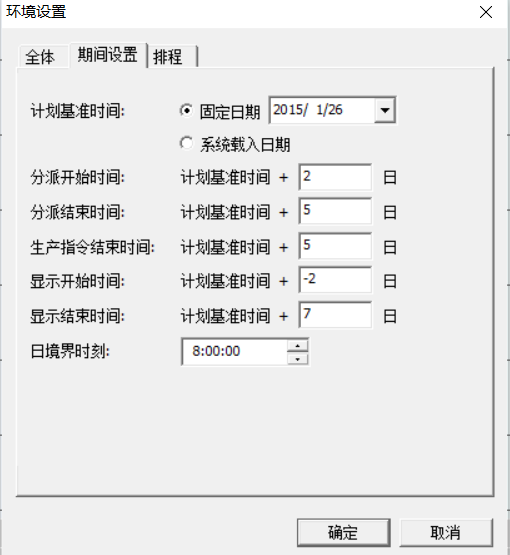 环境设置
全体 期间设置 排程
计划基准时间: 固定日期 2015/ 1/26
系统载入日期
分派开始时间: 计划基准时间 + 2 日
分派结束时间: 计划基准时间 + 5 日
生产指令结束时间: 计划基准时间 + 5 日
显示开始时间: 计划基准时间 + -2 日
显示结束时间: 计划基准时间 + 7 日
日境界时刻: 8:00:00
确定 取消